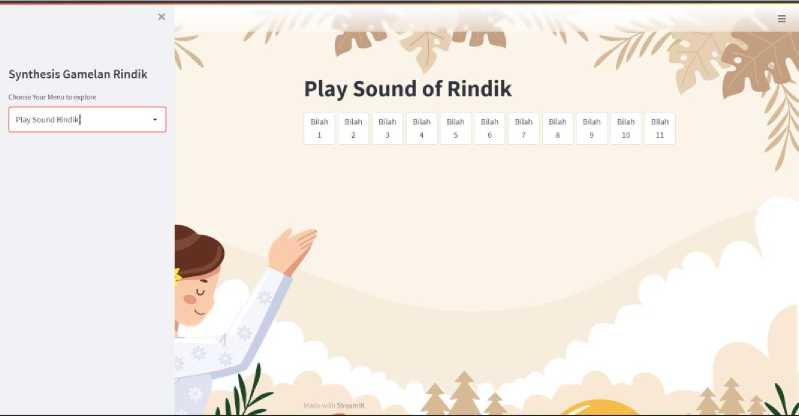 Synthesis Gamelan Rindik
Choose Your Menu to explore
Play Sound Rindik
Play Sound of Rindik
Bilah 1
Bilah 2
Bilah 3
Bilah 4
Bilah 5
Bilah 6
Bilah 7
Bilah 8
Bilah 9
Bilah 10
Bilah 11
Made with Streamlit